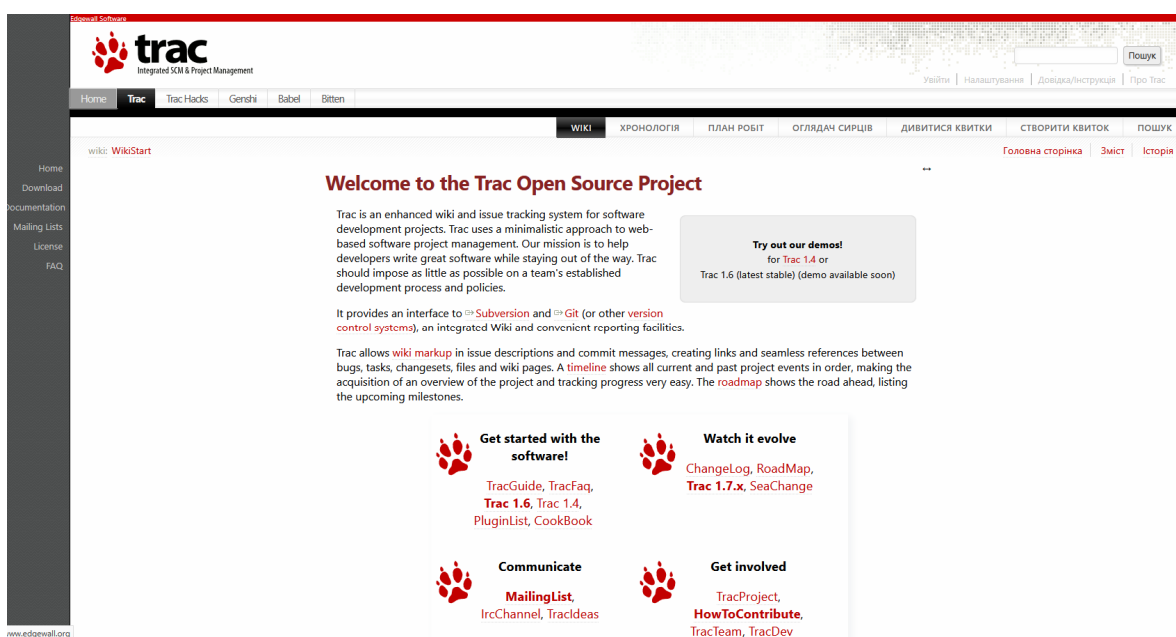 Edgewall Software
trac
Integrated SCM & Project Management
Пошук
Увійти Налаштування Довідка/Інструкція Про Trac
Home Trac Trac Hacks Genshi Babel Bitten
WIKI ХРОНОЛОГІЯ ПЛАН РОБІТ ОГЛЯДАЧ СИРЦІВ ДИВИТИСЯ КВИТКИ СТВОРИТИ КВИТОК ПОШУК
wiki: WikiStart
Головна сторінка Зміст Історія
Home
Download
Documentation
Mailing Lists
License
FAQ
Welcome to the Trac Open Source Project
Trac is an enhanced wiki and issue tracking system for software
development projects. Trac uses a minimalistic approach to web-
based software project management. Our mission is to help
developers write great software while staying out of the way. Trac
should impose as little as possible on a team's established
development process and policies.
Try out our demos!
for Trac 1.4 or
Trac 1.6 (latest stable) (demo available soon)
It provides an interface to Subversion and Git (or other version
control systems), an integrated Wiki and convenient reporting facilities.
Trac allows wiki markup in issue descriptions and commit messages, creating links and seamless references between
bugs, tasks, changesets, files and wiki pages. A timeline shows all current and past project events in order, making the
acquisition of an overview of the project and tracking progress very easy. The roadmap shows the road ahead, listing
the upcoming milestones.
Get started with the
software!
TracGuide, TracFaq,
Trac 1.6, Trac 1.4,
PluginList, CookBook
Watch it evolve
ChangeLog, RoadMap,
Trac 1.7.x, SeaChange
Communicate
MailingList,
IrcChannel, TracIdeas
Get involved
TracProject,
HowToContribute,
TracTeam, TracDev
www.edgewall.org